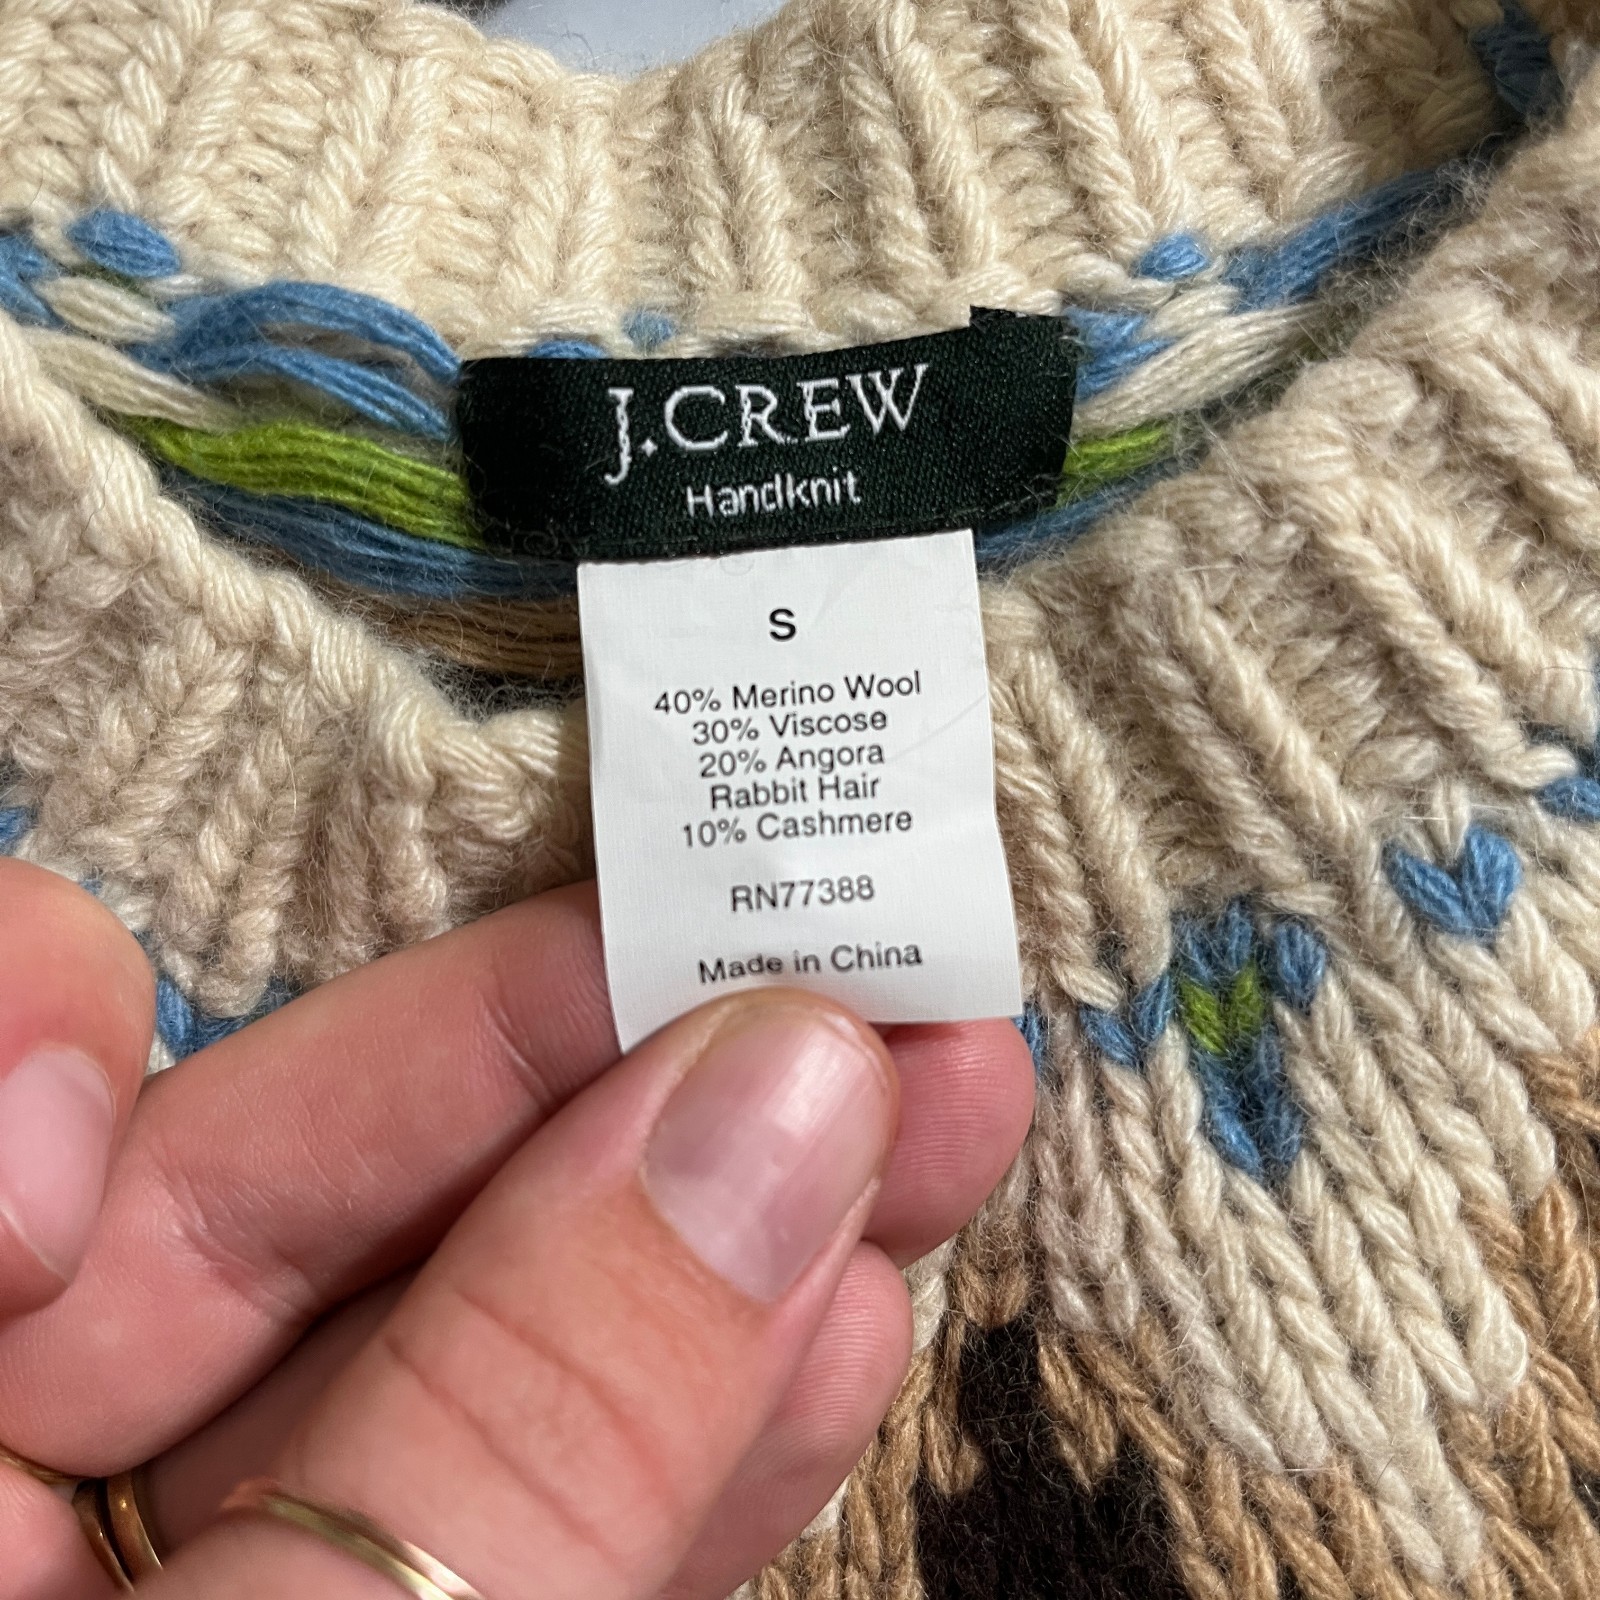 J.CREW
Handknit
S
40% Merino Wool
30% Viscose
20% Angora
Rabbit Hair
10% Cashmere
RN77388
Made in China